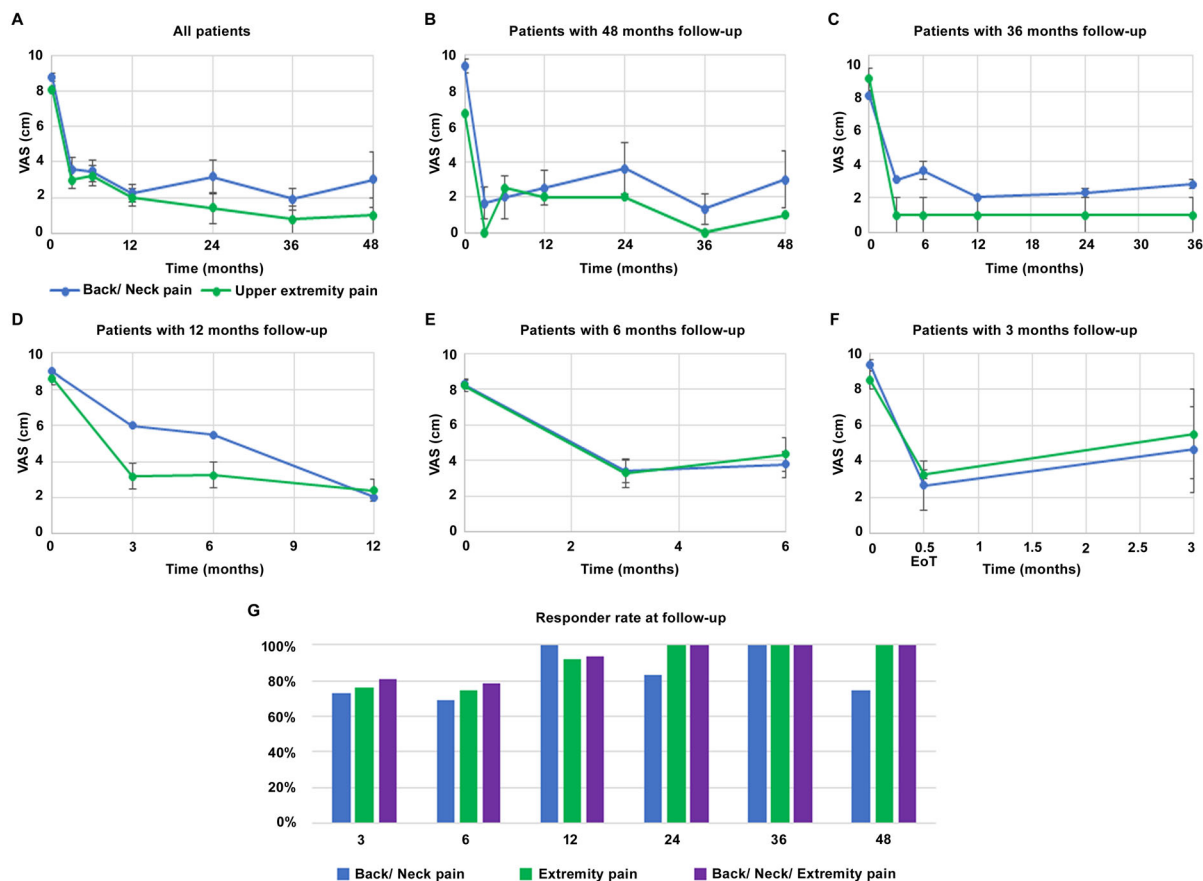 A
All patients
10
8
6
4
2
0
VAS (cm)
0 12 24 36 48
Time (months)
B
Patients with 48 months follow-up
10
8
6
4
2
0
VAS (cm)
0 12 24 36 48
Time (months)
C
Patients with 36 months follow-up
10
8
6
4
2
0
VAS (cm)
0 6 12 18 24 30 36
Time (months)
Back/ Neck pain Upper extremity pain
D
Patients with 12 months follow-up
10
8
6
4
2
0
VAS (cm)
0 3 6 9 12
Time (months)
E
Patients with 6 months follow-up
10
8
6
4
2
0
VAS (cm)
0 2 4 6
Time (months)
F
Patients with 3 months follow-up
10
8
6
4
2
0
VAS (cm)
0 0.5 1 1.5 2 2.5 3
EoT
Time (months)
G
Responder rate at follow-up
100%
80%
60%
40%
20%
0%
3 6 12 24 36 48
Back/ Neck pain Extremity pain Back/ Neck/ Extremity pain